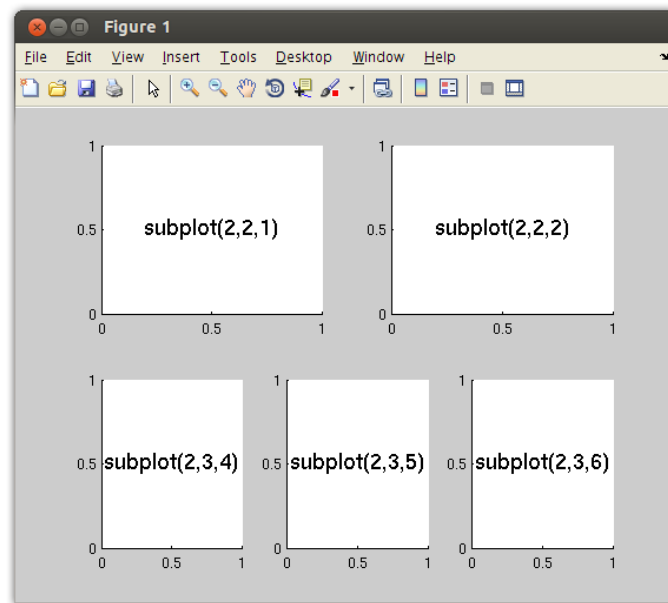 Figure 1
File Edit View Insert Tools Desktop Window Help
1 1
subplot(2,2,1) subplot(2,2,2)
0.5 0.5
0 0
0 0.5 1 0 0.5 1
1 1 1
subplot(2,3,4) subplot(2,3,5) subplot(2,3,6)
0.5 0.5 0.5
0 0 0
0 0.5 1 0 0.5 1 0 0.5 1